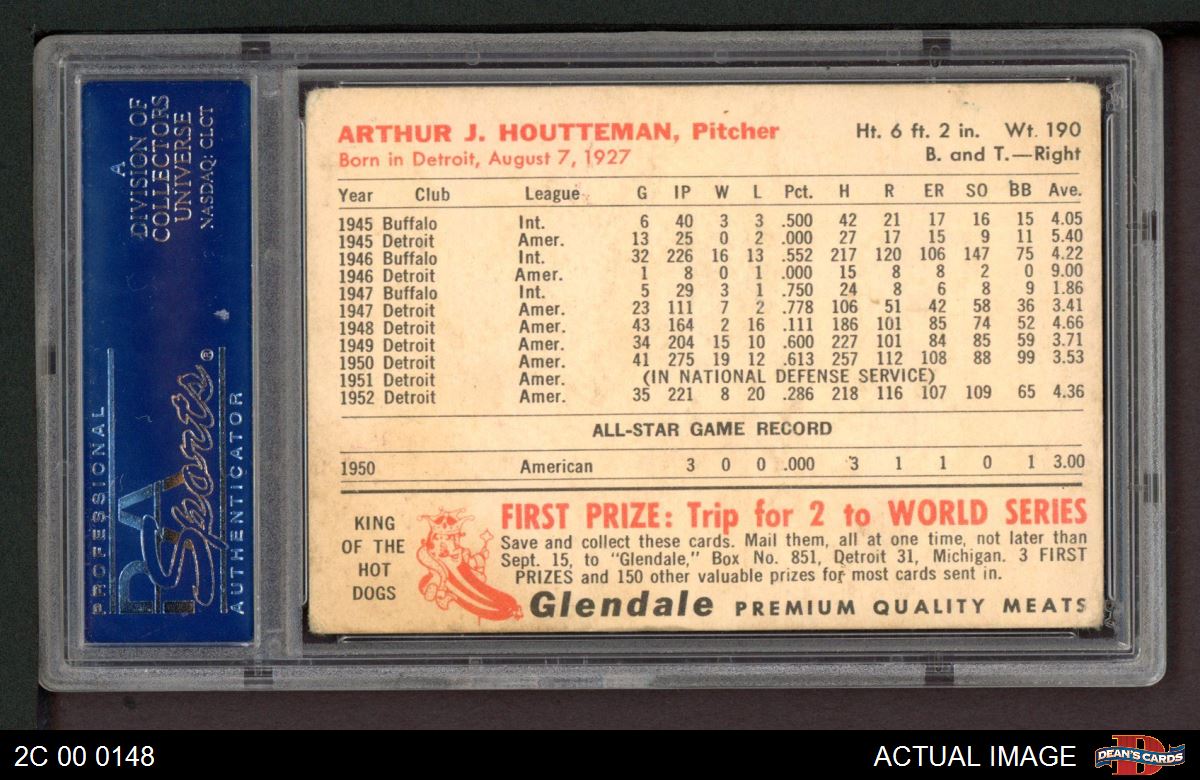 A
DIVISION OF
COLLECTORS
UNIVERSE
NASDAQ: CLCT
PROFESSIONAL
PSA
Sports®
AUTHENTICATOR
ARTHUR J. HOUTTEMAN, Pitcher Ht. 6 ft. 2 in. Wt. 190
Born in Detroit, August 7, 1927 B. and T.—Right
Year Club League G IP W L Pct. H R ER SO BB Ave.
1945 Buffalo Int. 6 40 3 3 .500 42 21 17 16 15 4.05
1945 Detroit Amer. 13 25 0 2 .000 27 17 15 9 11 5.40
1946 Buffalo Int. 32 226 16 13 .552 217 120 106 147 75 4.22
1946 Detroit Amer. 1 8 0 1 .000 15 8 8 2 0 9.00
1947 Buffalo Int. 5 29 3 1 .750 24 8 6 8 9 1.86
1947 Detroit Amer. 23 111 7 2 .778 106 51 42 58 36 3.41
1948 Detroit Amer. 43 164 2 16 .111 186 101 85 74 52 4.66
1949 Detroit Amer. 34 204 15 10 .600 227 101 84 85 59 3.71
1950 Detroit Amer. 41 275 19 12 .613 257 112 108 88 99 3.53
1951 Detroit Amer. (IN NATIONAL DEFENSE SERVICE)
1952 Detroit Amer. 35 221 8 20 .286 218 116 107 109 65 4.36
ALL-STAR GAME RECORD
1950 American 3 0 0 .000 3 1 1 0 1 3.00
KING
OF THE
HOT
DOGS
FIRST PRIZE: Trip for 2 to WORLD SERIES
Save and collect these cards. Mail them, all at one time, not later than
Sept. 15, to "Glendale," Box No. 851, Detroit 31, Michigan. 3 FIRST
PRIZES and 150 other valuable prizes for most cards sent in.
Glendale PREMIUM QUALITY MEATS
2C 00 0148
ACTUAL IMAGE
DEAN'S CARDS